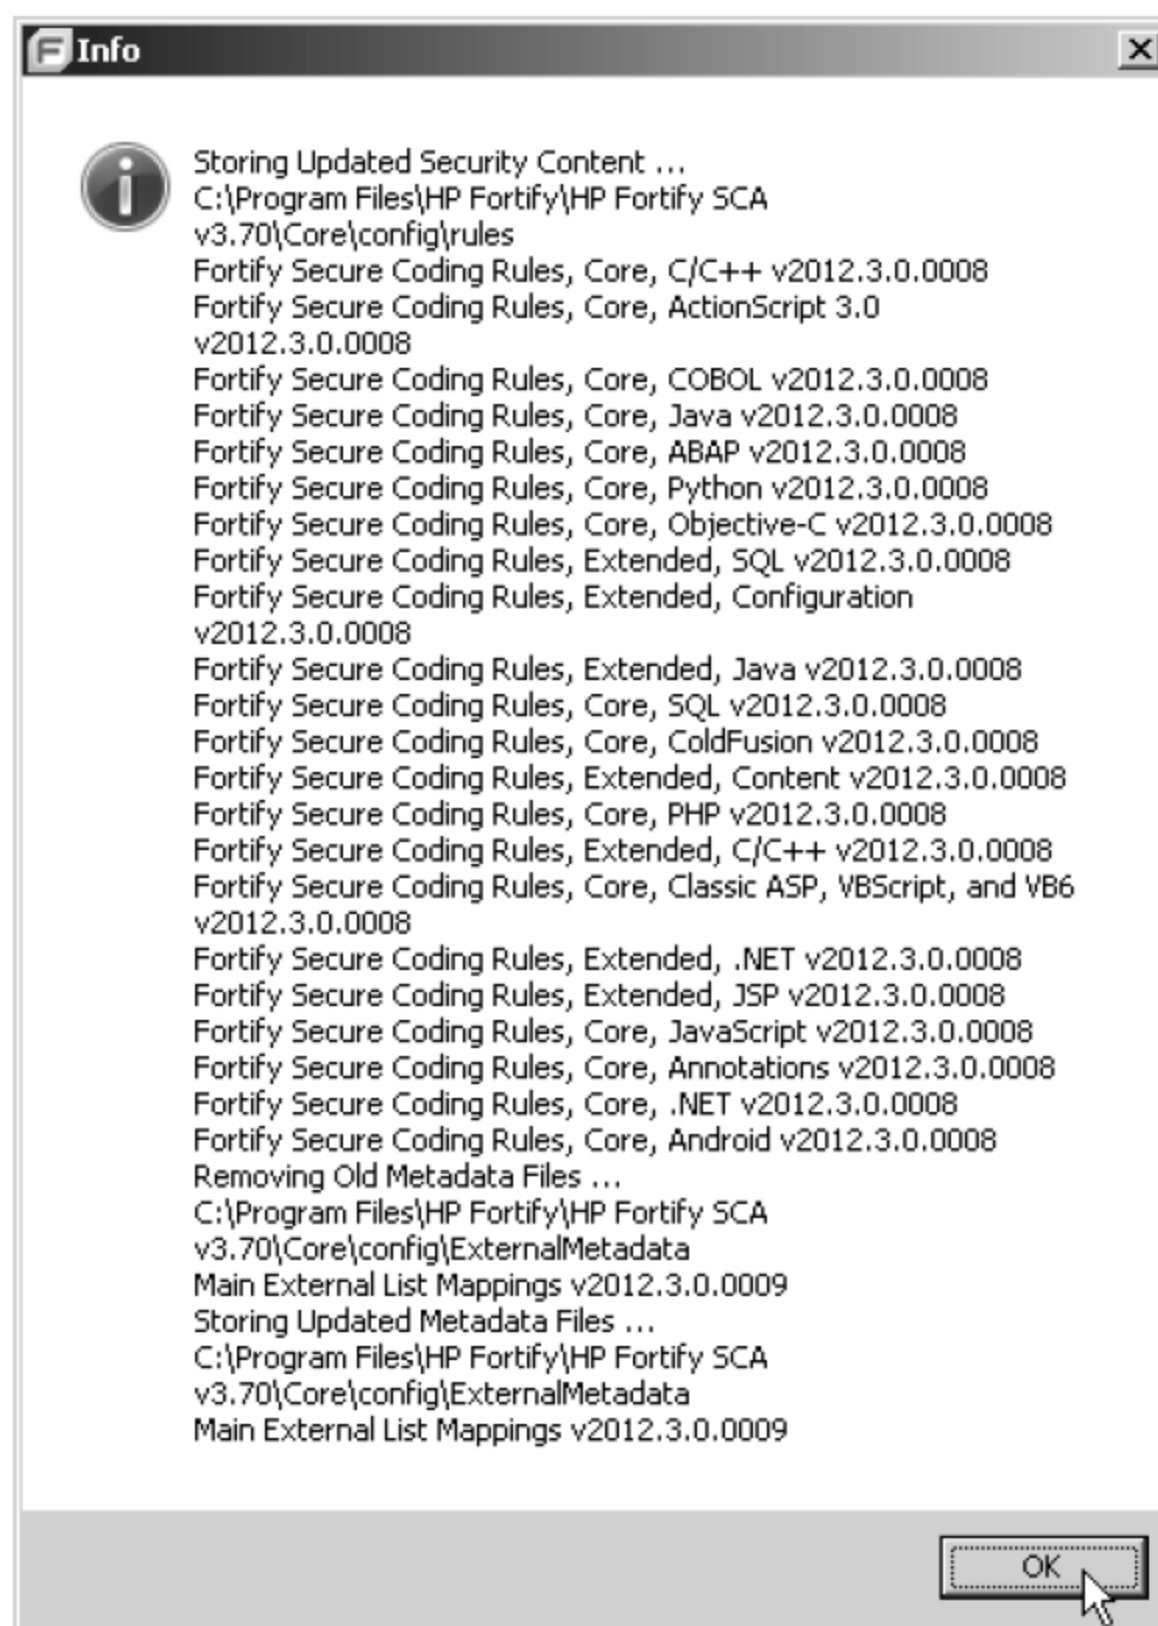 Info
Storing Updated Security Content ...
C:\Program Files\HP Fortify\HP Fortify SCA
v3.70\Core\config\rules
Fortify Secure Coding Rules, Core, C/C++ v2012.3.0.0008
Fortify Secure Coding Rules, Core, ActionScript 3.0
v2012.3.0.0008
Fortify Secure Coding Rules, Core, COBOL v2012.3.0.0008
Fortify Secure Coding Rules, Core, Java v2012.3.0.0008
Fortify Secure Coding Rules, Core, ABAP v2012.3.0.0008
Fortify Secure Coding Rules, Core, Python v2012.3.0.0008
Fortify Secure Coding Rules, Core, Objective-C v2012.3.0.0008
Fortify Secure Coding Rules, Extended, SQL v2012.3.0.0008
Fortify Secure Coding Rules, Extended, Configuration
v2012.3.0.0008
Fortify Secure Coding Rules, Extended, Java v2012.3.0.0008
Fortify Secure Coding Rules, Core, SQL v2012.3.0.0008
Fortify Secure Coding Rules, Core, ColdFusion v2012.3.0.0008
Fortify Secure Coding Rules, Extended, Content v2012.3.0.0008
Fortify Secure Coding Rules, Core, PHP v2012.3.0.0008
Fortify Secure Coding Rules, Extended, C/C++ v2012.3.0.0008
Fortify Secure Coding Rules, Core, Classic ASP, VBScript, and VB6
v2012.3.0.0008
Fortify Secure Coding Rules, Extended, .NET v2012.3.0.0008
Fortify Secure Coding Rules, Extended, JSP v2012.3.0.0008
Fortify Secure Coding Rules, Core, JavaScript v2012.3.0.0008
Fortify Secure Coding Rules, Core, Annotations v2012.3.0.0008
Fortify Secure Coding Rules, Core, .NET v2012.3.0.0008
Fortify Secure Coding Rules, Core, Android v2012.3.0.0008
Removing Old Metadata Files ...
C:\Program Files\HP Fortify\HP Fortify SCA
v3.70\Core\config\ExternalMetadata
Main External List Mappings v2012.3.0.0009
Storing Updated Metadata Files ...
C:\Program Files\HP Fortify\HP Fortify SCA
v3.70\Core\config\ExternalMetadata
Main External List Mappings v2012.3.0.0009
OK